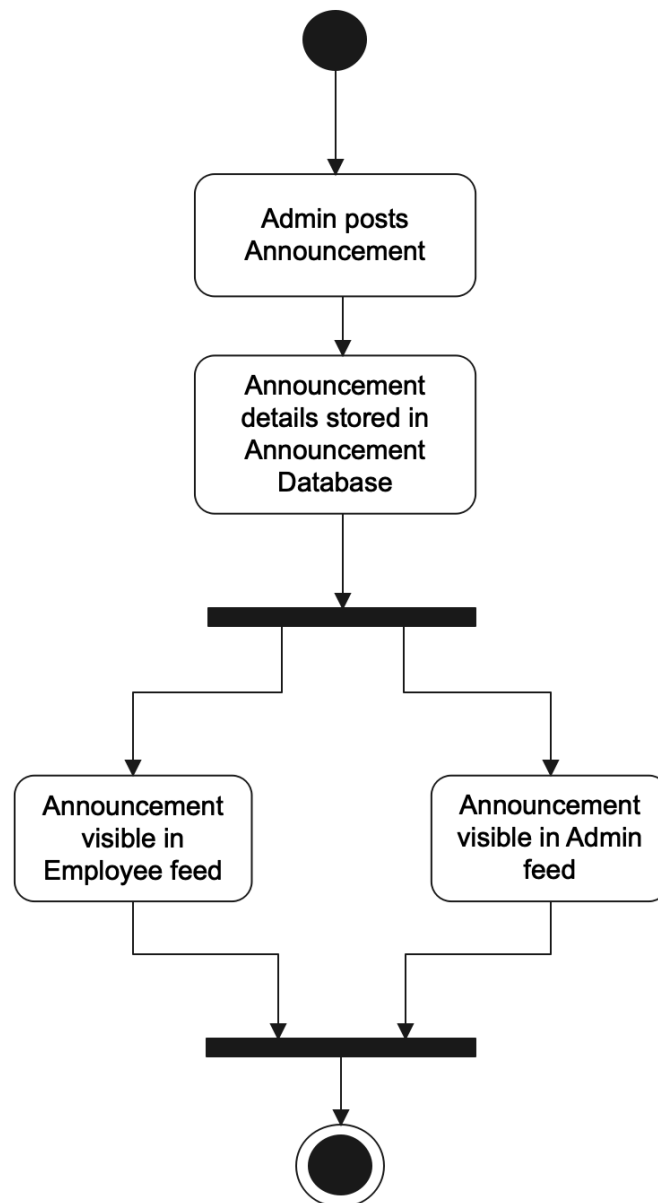 Admin posts
Announcement
Announcement
details stored in
Announcement
Database
Announcement
visible in
Employee feed
Announcement
visible in Admin
feed